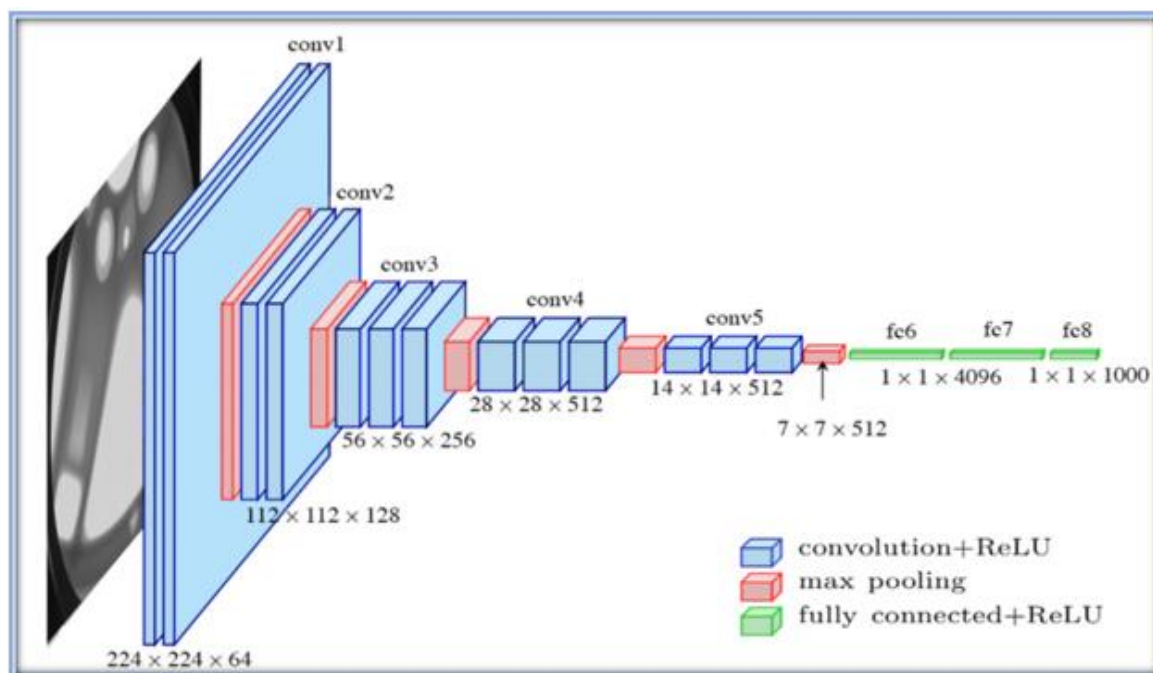 conv1
conv2
conv3
conv4
conv5
fc6
fc7
fc8
1 × 1 × 4096
1 × 1 × 1000
14 × 14 × 512
28 × 28 × 512
7 × 7 × 512
56 × 56 × 256
112 × 112 × 128
224 × 224 × 64
convolution+ReLU
max pooling
fully connected+ReLU